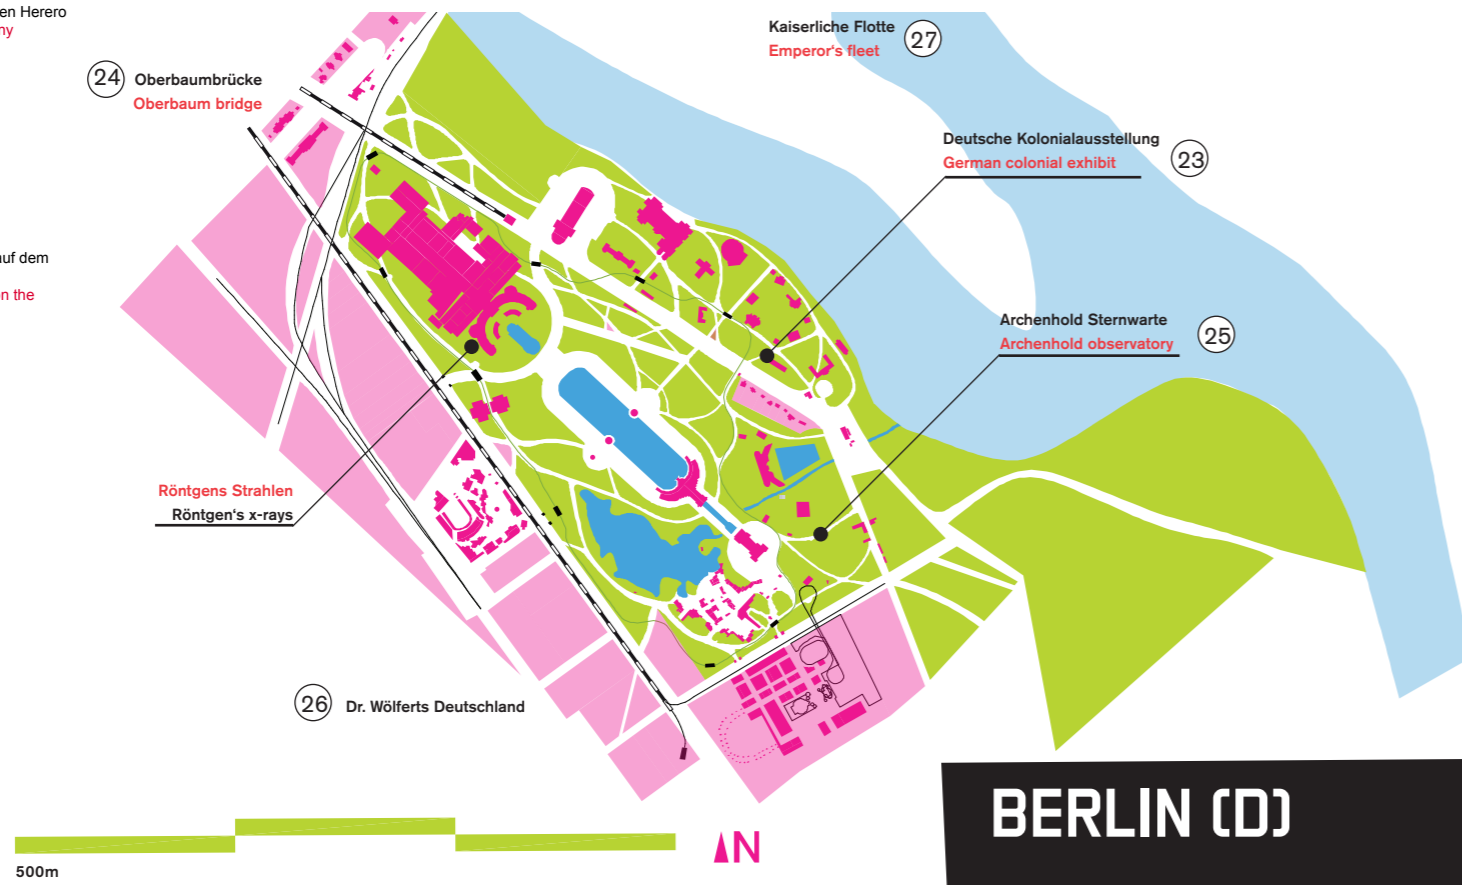 en Herero
ny
24
Oberbaumbrücke
Oberbaum bridge
Kaiserliche Flotte
Emperor's fleet
27
Deutsche Kolonialausstellung
German colonial exhibit
23
auf dem
n the
Archenhold Sternwarte
Archenhold observatory
25
Röntgens Strahlen
Röntgen's x-rays
26
Dr. Wölferts Deutschland
500m
N
BERLIN (D)